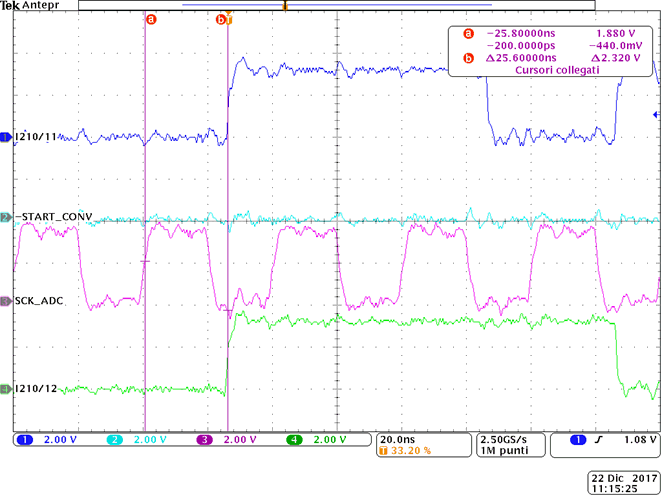 Tek Antepr
a
b
T
a -25.80000ns 1.880 V
-200.0000ps -440.0mV
b Δ25.60000ns Δ2.320 V
Cursori collegati
1 I210/11
2 -START_CONV
3 SCK_ADC
4 I210/12
1 2.00 V 2 2.00 V 3 2.00 V 4 2.00 V 20.0ns 2.50GS/s 1 1.08 V
T 33.20 % 1M punti
22 Dic 2017
11:15:25